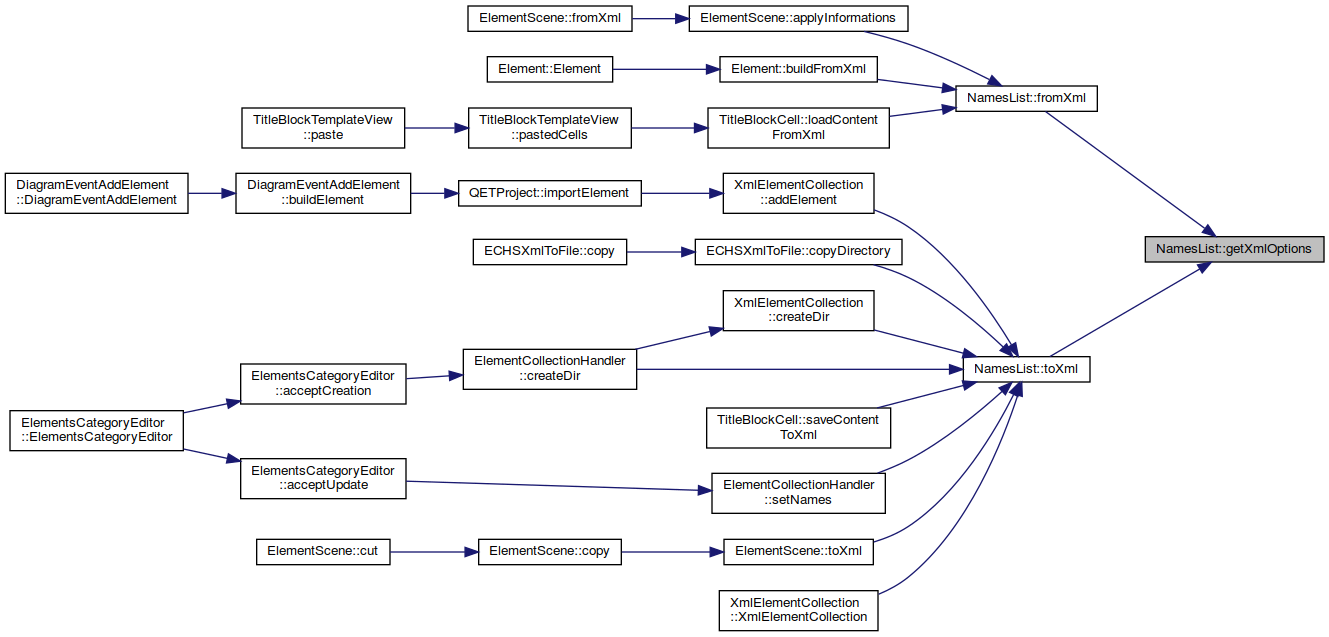 ElementScene::fromXml
ElementScene::applyInformations
Element::Element
Element::buildFromXml
NamesList::fromXml
TitleBlockTemplateView
::paste
TitleBlockTemplateView
::pastedCells
TitleBlockCell::loadContent
FromXml
DiagramEventAddElement
::DiagramEventAddElement
DiagramEventAddElement
::buildElement
QETProject::importElement
XmlElementCollection
::addElement
ECHSXmlToFile::copy
ECHSXmlToFile::copyDirectory
NamesList::getXmlOptions
XmlElementCollection
::createDir
ElementCollectionHandler
::createDir
NamesList::toXml
ElementsCategoryEditor
::acceptCreation
TitleBlockCell::saveContent
ToXml
ElementsCategoryEditor
::ElementsCategoryEditor
ElementsCategoryEditor
::acceptUpdate
ElementCollectionHandler
::setNames
ElementScene::cut
ElementScene::copy
ElementScene::toXml
XmlElementCollection
::XmlElementCollection